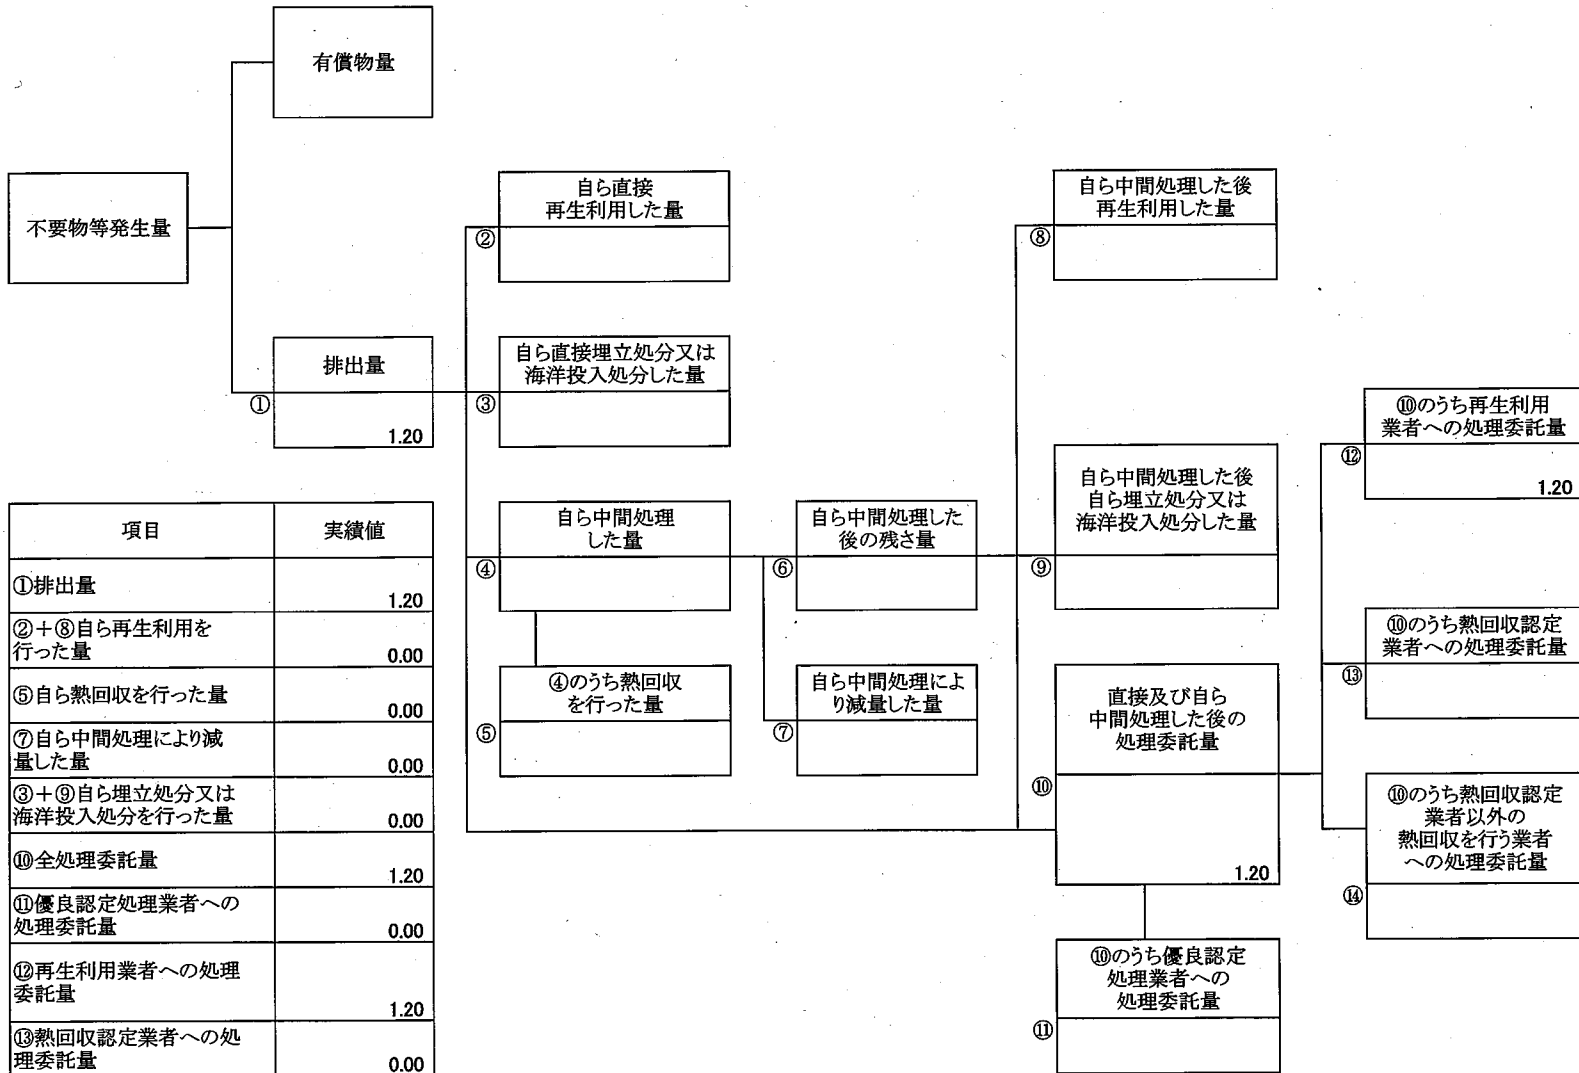 有償物量
不要物等発生量
自ら直接
再生利用した量
②
自ら中間処理した後
再生利用した量
⑧
排出量
①
1.20
自ら直接埋立処分又は
海洋投入処分した量
③
⑩のうち再生利用
業者への処理委託量
⑫
1.20
自ら中間処理
した量
④
自ら中間処理した
後の残さ量
⑥
自ら中間処理した後
自ら埋立処分又は
海洋投入処分した量
⑨
⑩のうち熱回収認定
業者への処理委託量
⑬
④のうち熱回収
を行った量
⑤
自ら中間処理によ
り減量した量
⑦
直接及び自ら
中間処理した後の
処理委託量
⑩
1.20
⑩のうち熱回収認定
業者以外の
熱回収を行う業者
への処理委託量
⑭
⑩のうち優良認定
処理業者への
処理委託量
⑪
項目 実績値
①排出量 1.20
②+⑧自ら再生利用を
行った量 0.00
⑤自ら熱回収を行った量 0.00
⑦自ら中間処理により減
量した量 0.00
③+⑨自ら埋立処分又は
海洋投入処分を行った量 0.00
⑩全処理委託量 1.20
⑪優良認定処理業者への
処理委託量 0.00
⑫再生利用業者への処理
委託量 1.20
⑬熱回収認定業者への処
理委託量 0.00